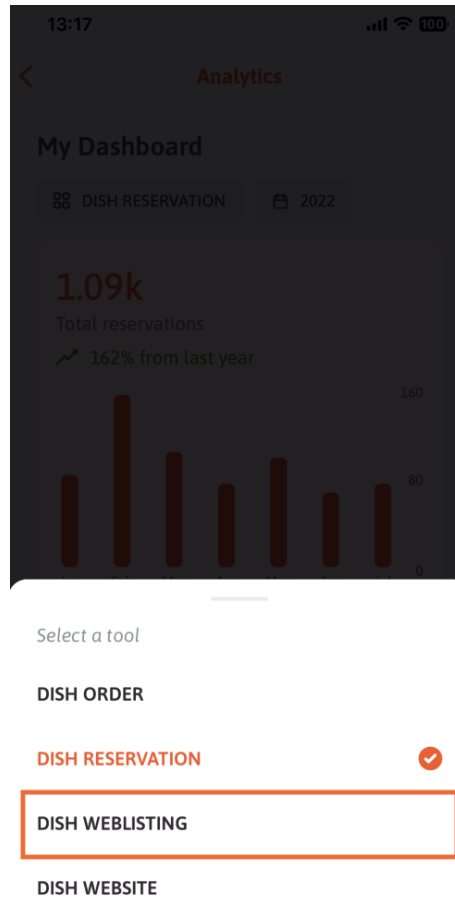 13:17
100
Analytics
My Dashboard
DISH RESERVATION
2022
1.09k
Total reservations
162% from last year
160
80
0
Select a tool
DISH ORDER
DISH RESERVATION
DISH WEBLISTING
DISH WEBSITE